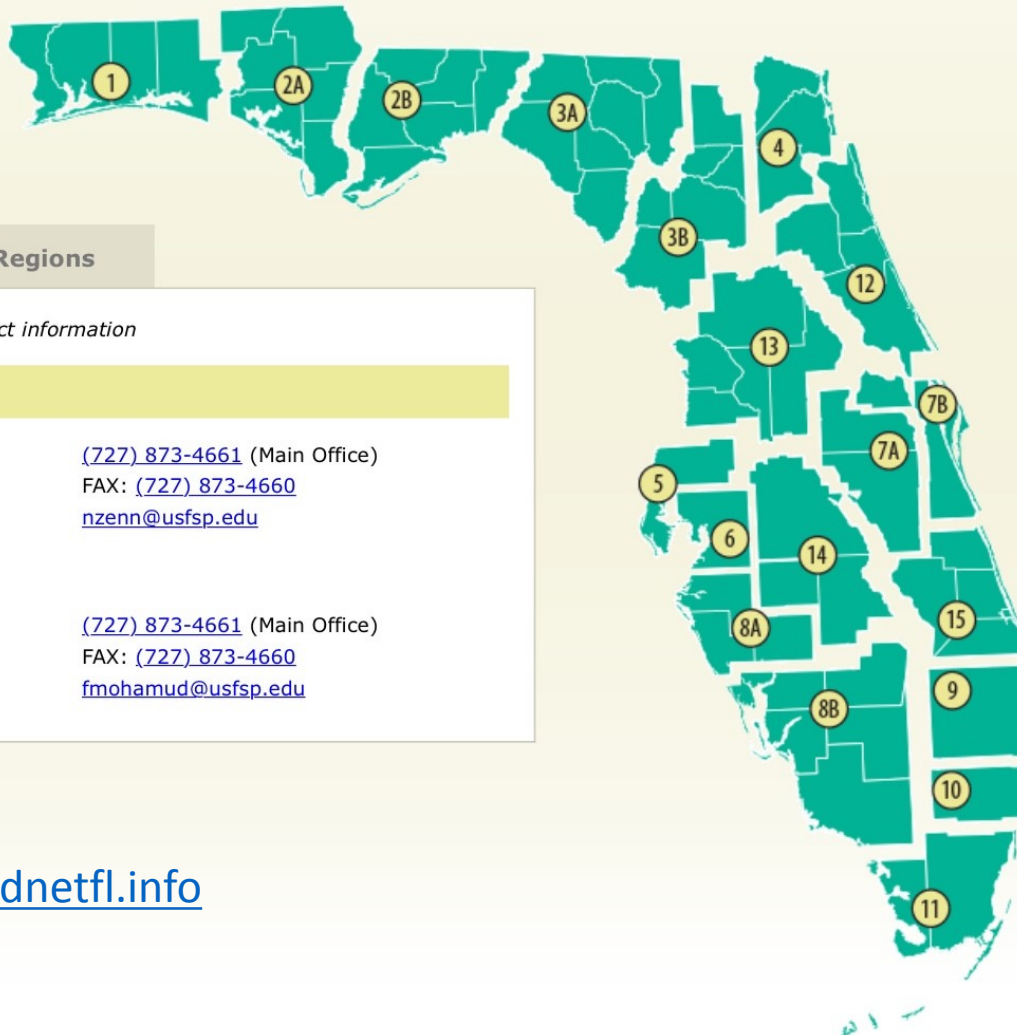 1
2A
2B
3A
4
3B
12
13
7B
7A
5
6
14
8A
15
9
8B
10
11
Regions
ct information
(727) 873-4661 (Main Office)
FAX: (727) 873-4660
nzenn@usfsp.edu
(727) 873-4661 (Main Office)
FAX: (727) 873-4660
fmohamud@usfsp.edu
dnetfl.info